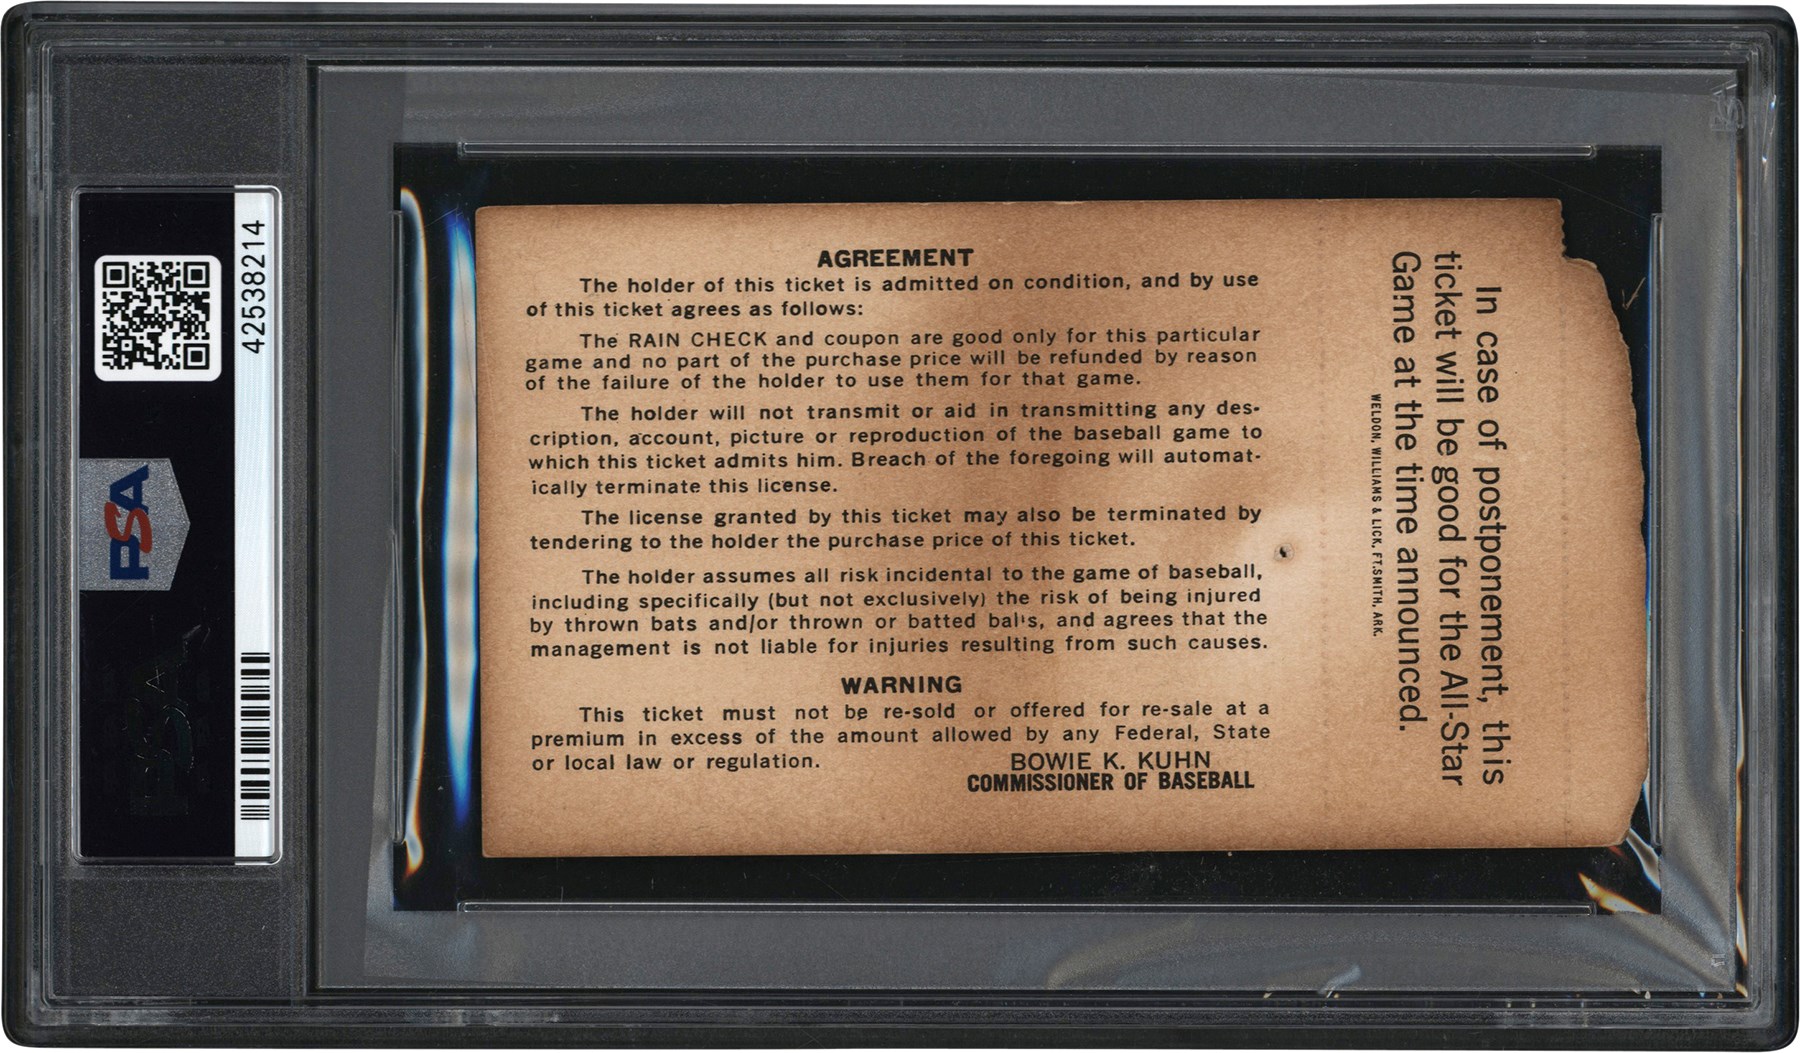 42538214
PSA
AGREEMENT
The holder of this ticket is admitted on condition, and by use
of this ticket agrees as follows:
The RAIN CHECK and coupon are good only for this particular
game and no part of the purchase price will be refunded by reason
of the failure of the holder to use them for that game.
The holder will not transmit or aid in transmitting any des-
cription, account, picture or reproduction of the baseball game to
which this ticket admits him. Breach of the foregoing will automat-
ically terminate this license.
The license granted by this ticket may also be terminated by
tendering to the holder the purchase price of this ticket.
The holder assumes all risk incidental to the game of baseball,
including specifically (but not exclusively) the risk of being injured
by thrown bats and/or thrown or batted bal's, and agrees that the
management is not liable for injuries resulting from such causes.
WARNING
This ticket must not be re-sold or offered for re-sale at a
premium in excess of the amount allowed by any Federal, State
or local law or regulation.
BOWIE K. KUHN
COMMISSIONER OF BASEBALL
In case of postponement, this
ticket will be good for the All-Star
Game at the time announced.
WELDON, WILLIAMS & LICK, FT. SMITH, ARK.